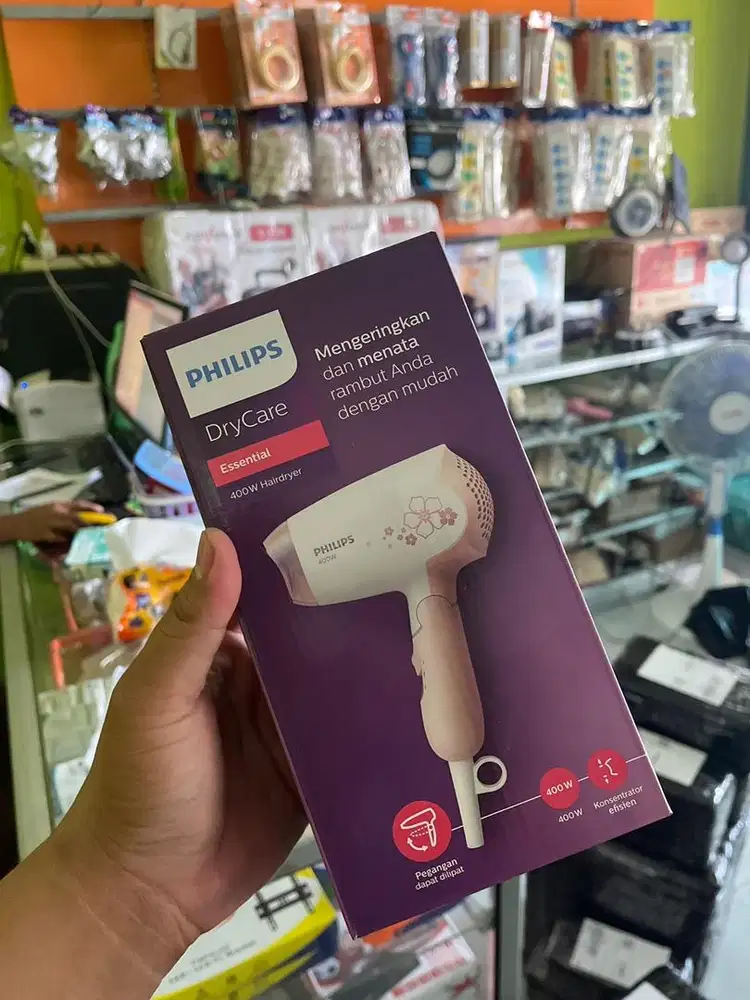 PHILIPS
DryCare
Essential
400W Hairdryer
Mengeringkan
dan menata
rambut Anda
dengan mudah
PHILIPS
400W
Pegangan
dapat dilipat
400W
400W
Konsentrator
efisien